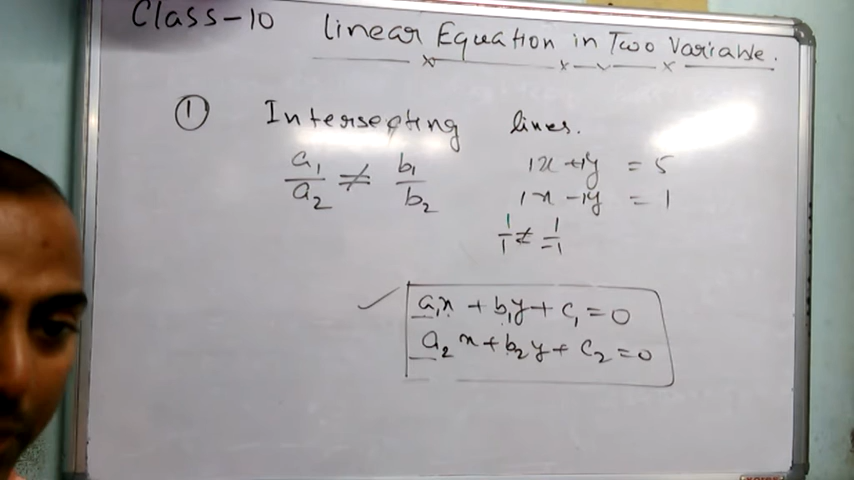 Class-10 Linear Equation in Two Variable.
① Intersecting lines.
a₁/a₂ ≠ b₁/b₂
1x + 1y = 5
1x - 1y = 1
1/1 ≠ 1/-1
✓ a₁x + b₁y + c₁ = 0
a₂x + b₂y + c₂ = 0